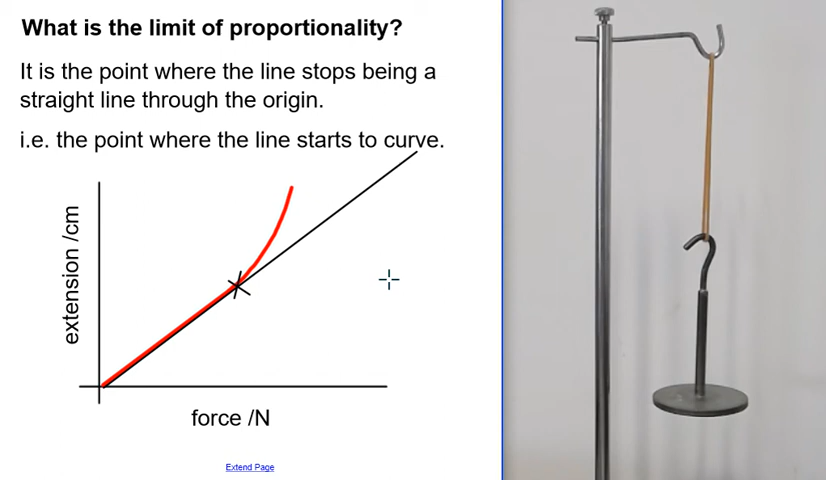 What is the limit of proportionality?
It is the point where the line stops being a
straight line through the origin.
i.e. the point where the line starts to curve.
extension /cm
force /N
Extend Page